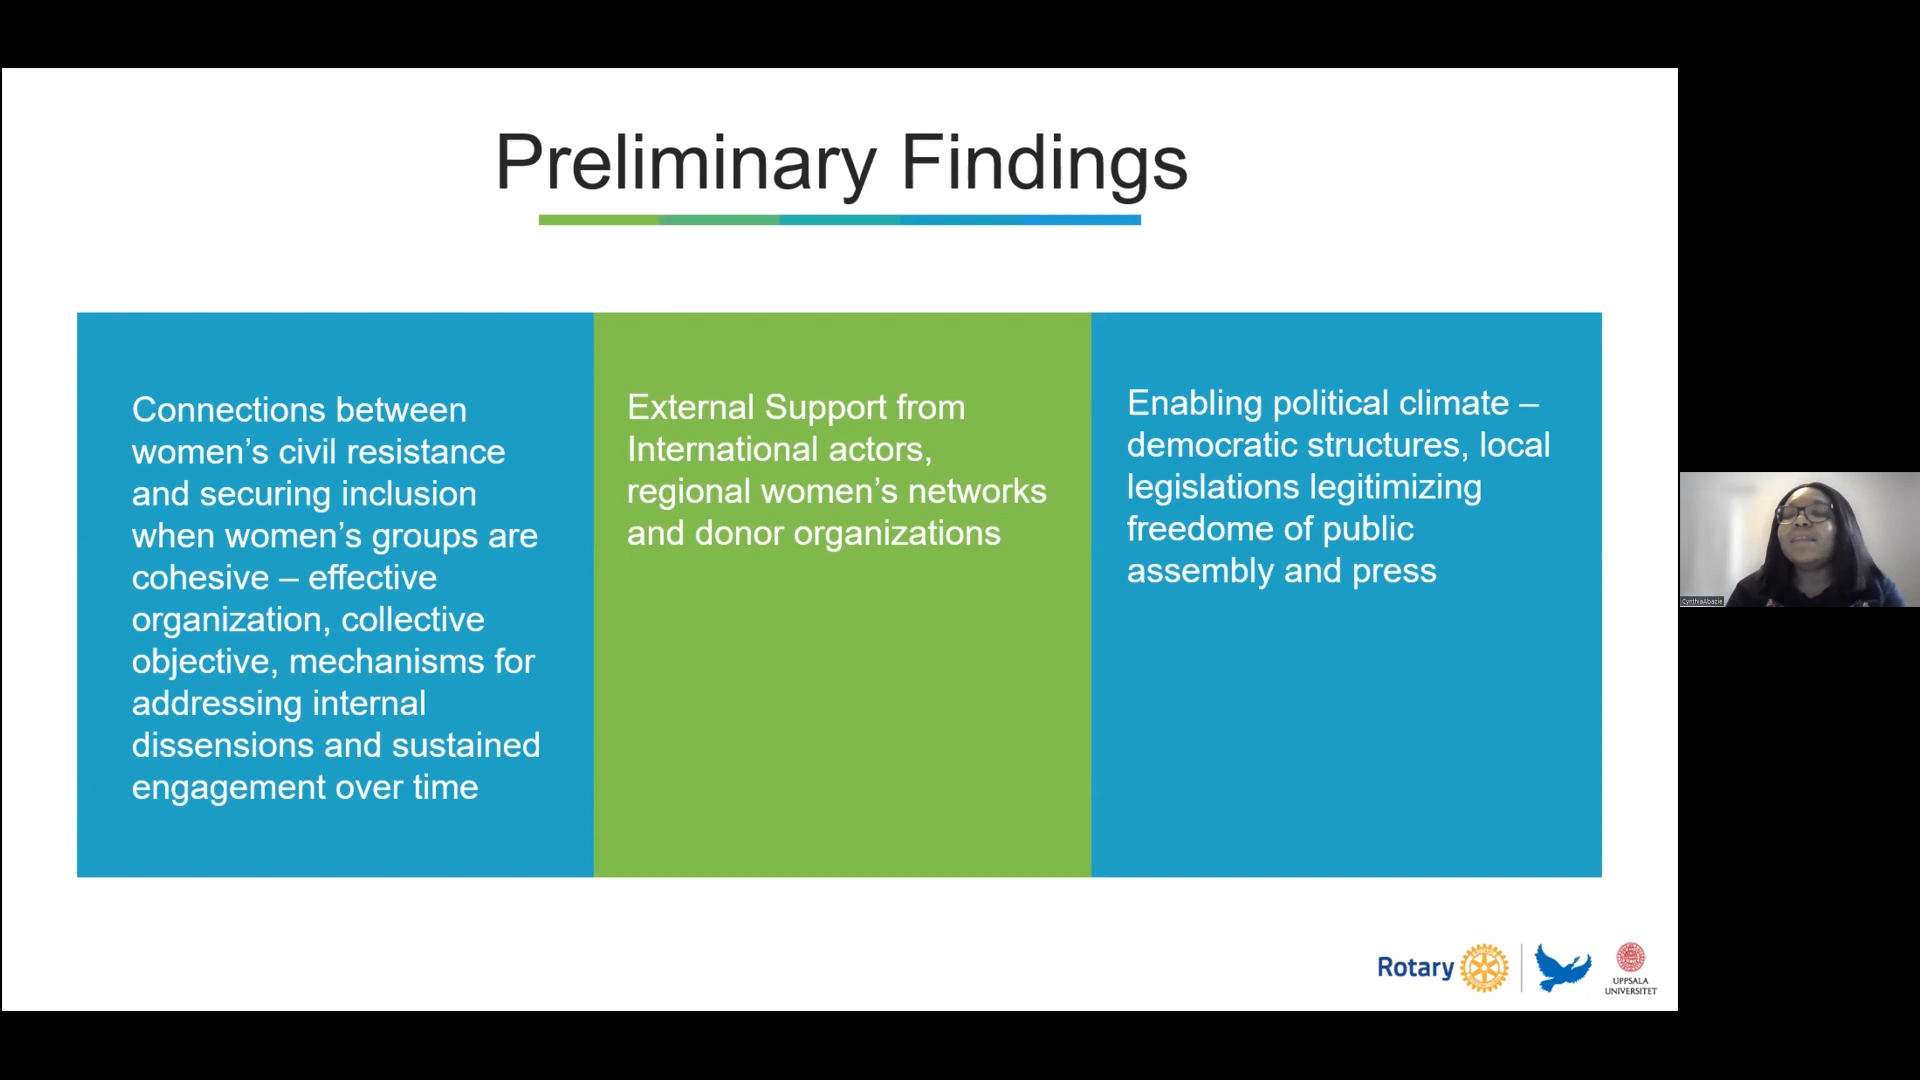 Preliminary Findings
Connections between
women’s civil resistance
and securing inclusion
when women’s groups are
cohesive – effective
organization, collective
objective, mechanisms for
addressing internal
dissensions and sustained
engagement over time
External Support from
International actors,
regional women’s networks
and donor organizations
Enabling political climate –
democratic structures, local
legislations legitimizing
freedome of public
assembly and press
Rotary
UPPSALA
UNIVERSITET
CynthiaAbazie